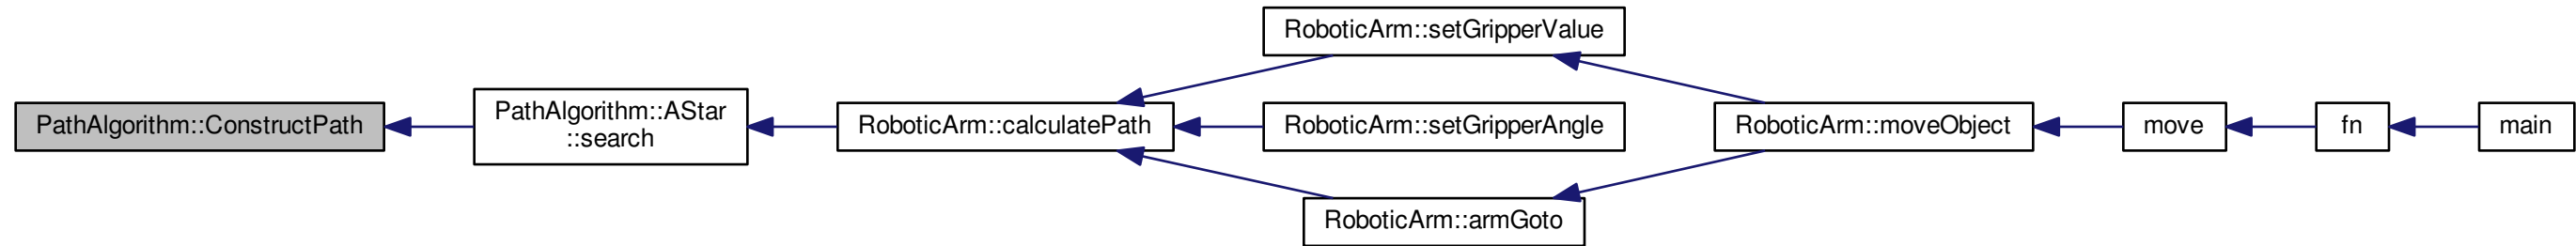 PathAlgorithm::ConstructPath
PathAlgorithm::AStar
::search
RoboticArm::calculatePath
RoboticArm::setGripperValue
RoboticArm::setGripperAngle
RoboticArm::armGoto
RoboticArm::moveObject
move
fn
main